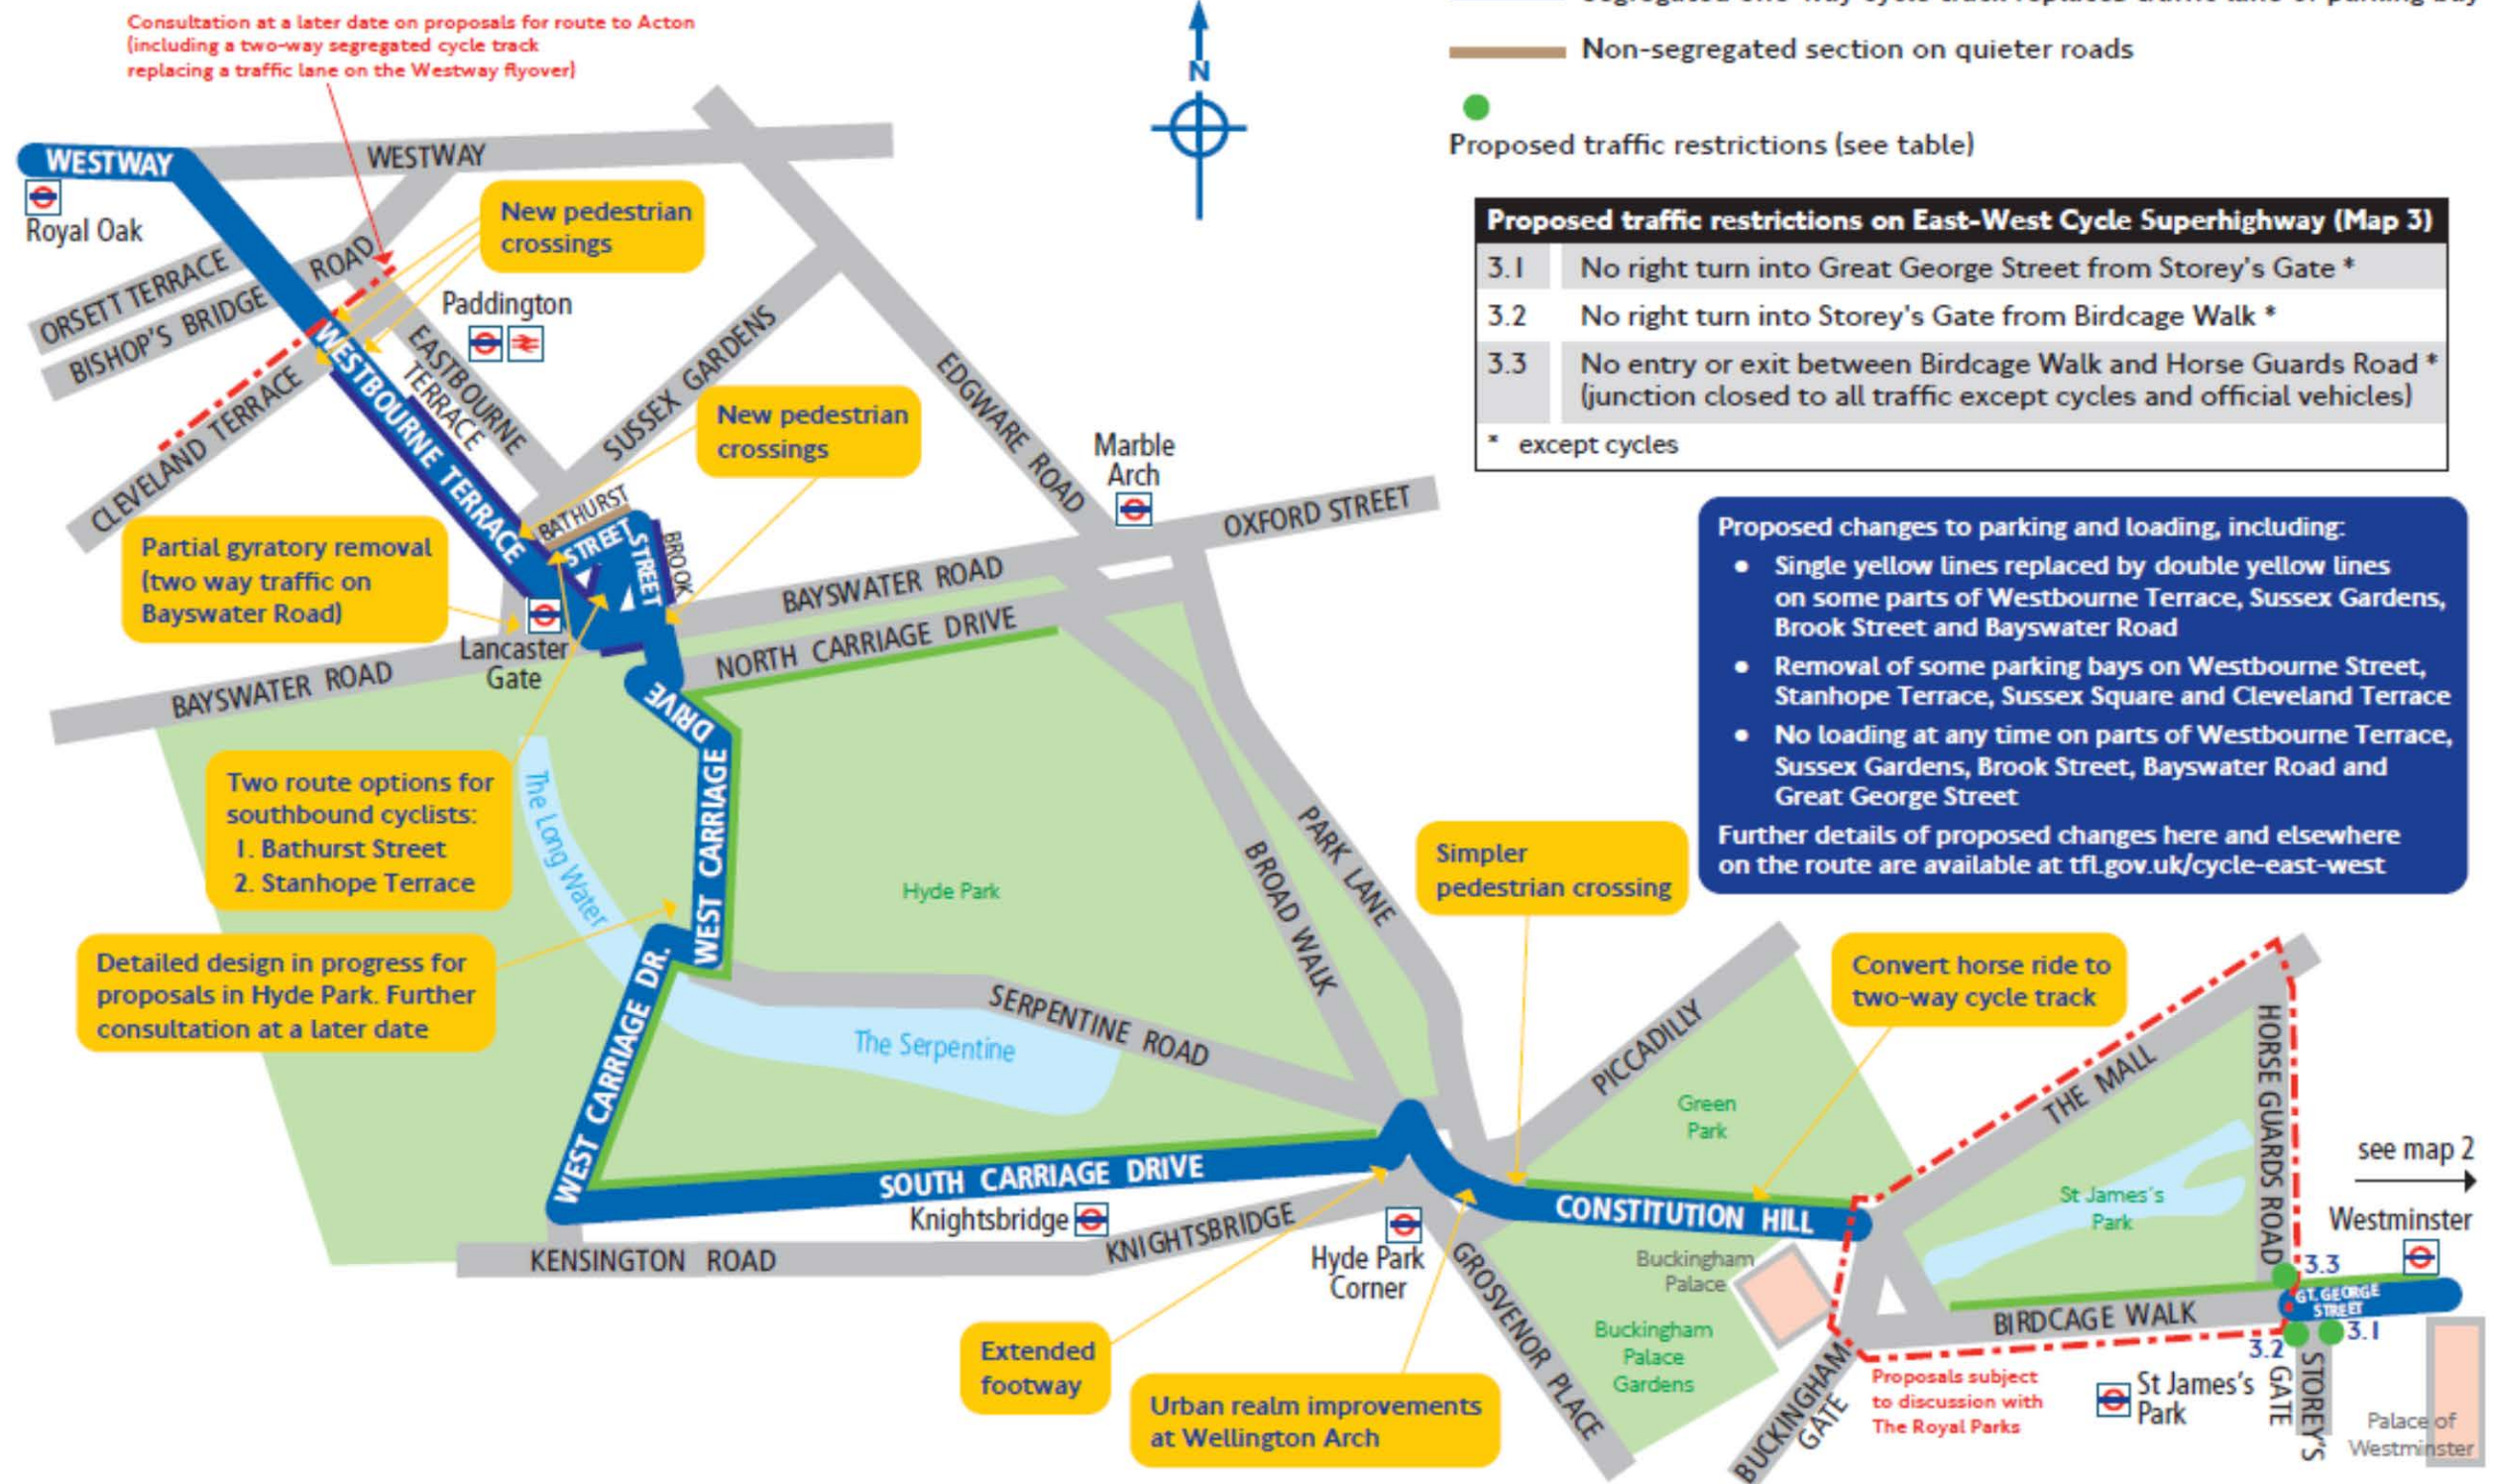 Consultation at a later date on proposals for route to Acton
(including a two-way segregated cycle track
replacing a traffic lane on the Westway flyover)
N
Non-segregated section on quieter roads
Proposed traffic restrictions (see table)
Proposed traffic restrictions on East-West Cycle Superhighway (Map 3)
3.1 No right turn into Great George Street from Storey's Gate *
3.2 No right turn into Storey's Gate from Birdcage Walk *
3.3 No entry or exit between Birdcage Walk and Horse Guards Road *
(junction closed to all traffic except cycles and official vehicles)
* except cycles
Proposed changes to parking and loading, including:
• Single yellow lines replaced by double yellow lines
on some parts of Westbourne Terrace, Sussex Gardens,
Brook Street and Bayswater Road
• Removal of some parking bays on Westbourne Street,
Stanhope Terrace, Sussex Square and Cleveland Terrace
• No loading at any time on parts of Westbourne Terrace,
Sussex Gardens, Brook Street, Bayswater Road and
Great George Street
Further details of proposed changes here and elsewhere
on the route are available at tfl.gov.uk/cycle-east-west
WESTWAY
WESTWAY
Royal Oak
New pedestrian
crossings
ORSETT TERRACE
BISHOP'S BRIDGE ROAD
Paddington
CLEVELAND TERRACE
WESTBOURNE TERRACE
EASTBOURNE
TERRACE
SUSSEX GARDENS
EDGWARE ROAD
New pedestrian
crossings
Marble
Arch
OXFORD STREET
BATHURST
STREET
BROOK
STREET
Partial gyratory removal
(two way traffic on
Bayswater Road)
Lancaster
Gate
BAYSWATER ROAD
BAYSWATER ROAD
NORTH CARRIAGE DRIVE
WEST CARRIAGE
DRIVE
Two route options for
southbound cyclists:
1. Bathurst Street
2. Stanhope Terrace
The Long Water
Hyde Park
BROAD WALK
PARK LANE
Detailed design in progress for
proposals in Hyde Park. Further
consultation at a later date
WEST CARRIAGE DR.
SERPENTINE ROAD
The Serpentine
Simpler
pedestrian crossing
Convert horse ride to
two-way cycle track
PICCADILLY
Green
Park
THE MALL
HORSE GUARDS ROAD
St James's
Park
see map 2
Westminster
SOUTH CARRIAGE DRIVE
Knightsbridge
KENSINGTON ROAD
KNIGHTSBRIDGE
Hyde Park
Corner
CONSTITUTION HILL
Buckingham
Palace
GROSVENOR PLACE
Buckingham
Palace
Gardens
BUCKINGHAM
GATE
BIRDCAGE WALK
3.3
GT. GEORGE
STREET
3.1
3.2
STOREY'S
GATE
Extended
footway
Urban realm improvements
at Wellington Arch
Proposals subject
to discussion with
The Royal Parks
St James's
Park
Palace of
Westminster